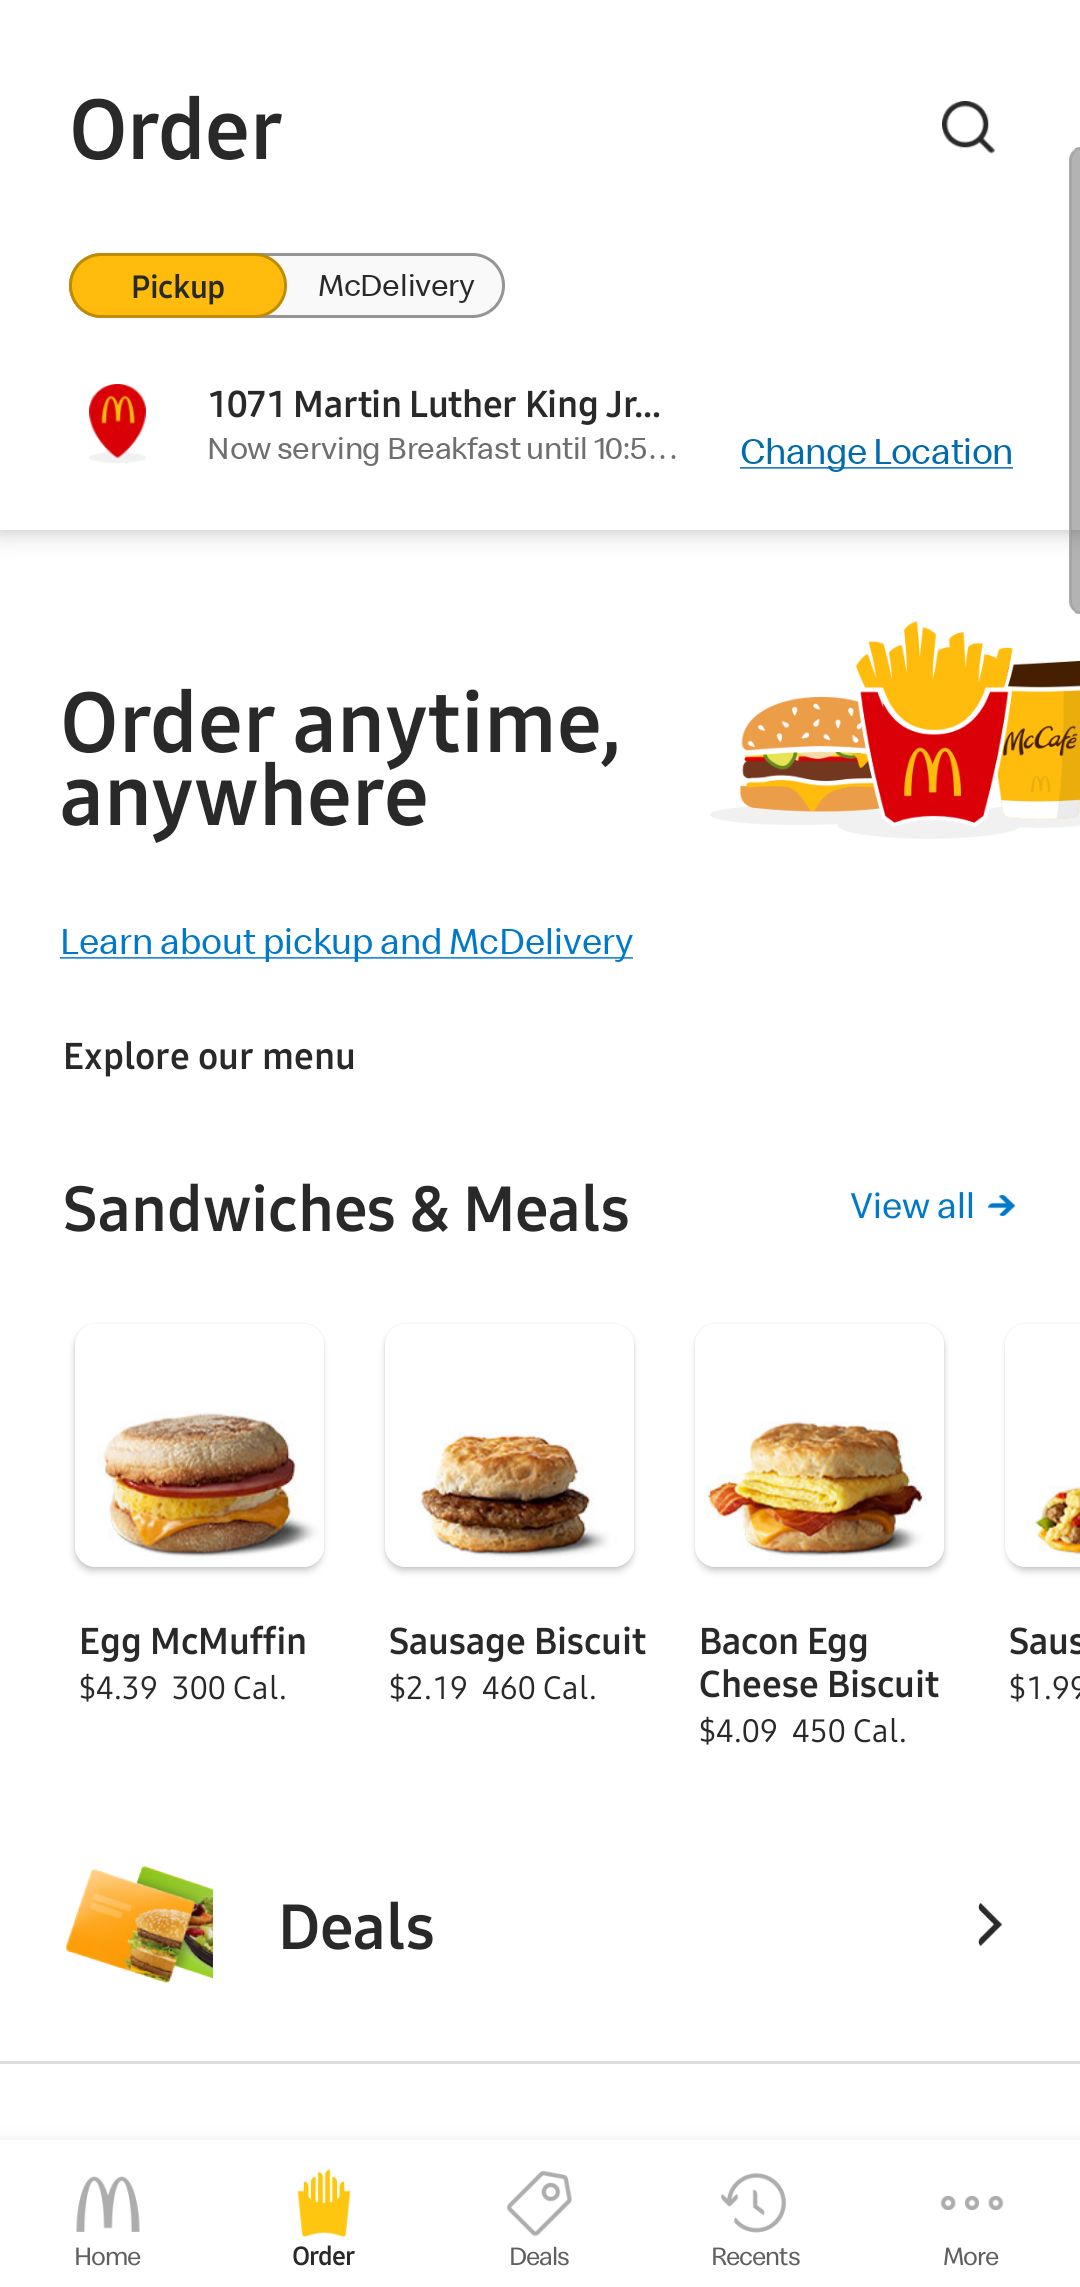 Order
Pickup
McDelivery
1071 Martin Luther King Jr...
Now serving Breakfast until 10:5...
Change Location
Order anytime,
anywhere
McCafé
Learn about pickup and McDelivery
Explore our menu
Sandwiches & Meals
View all
Egg McMuffin
$4.39 300 Cal.
Sausage Biscuit
$2.19 460 Cal.
Bacon Egg
Cheese Biscuit
$4.09 450 Cal.
Saus
$1.99
Deals
Home
Order
Deals
Recents
More